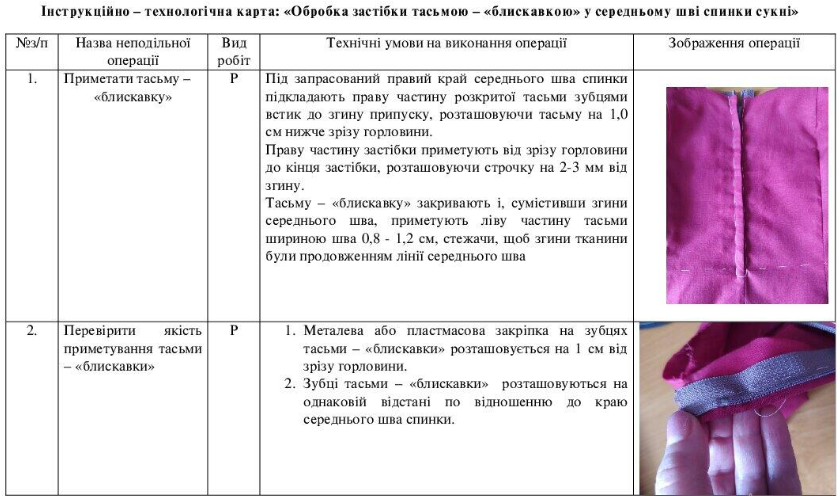 Інструкційно – технологічна карта: «Обробка застібки тасьмою – «блискавкою» у середньому шві спинки сукні»
№з/п
Назва неподільної
операції
Вид
робіт
Технічні умови на виконання операції
Зображення операції
1.
Приметати тасьму –
«блискавку»
Р
Під запрасований правий край середнього шва спинки
підкладають праву частину розкритої тасьми зубцями
встик до згину припуску, розташовуючи тасьму на 1,0
см нижче зрізу горловини.
Праву частину застібки приметують від зрізу горловини
до кінця застібки, розташовуючи строчку на 2-3 мм від
згину.
Тасьму – «блискавку» закривають і, сумістивши згини
середнього шва, приметують ліву частину тасьми
шириною шва 0,8 - 1,2 см, стежачи, щоб згини тканини
були продовженням лінії середнього шва
2.
Перевірити якість
приметування тасьми
– «блискавки»
Р
1. Металева або пластмасова закріпка на зубцях
тасьми – «блискавки» розташовується на 1 см від
зрізу горловини.
2. Зубці тасьми – «блискавки» розташовуються на
однаковій відстані по відношенню до краю
середнього шва спинки.